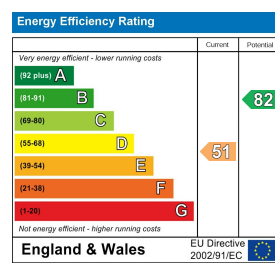 Energy Efficiency Rating
Current
Potential
Very energy efficient - lower running costs
(92 plus) A
(81-91) B
82
(69-80) C
(55-68) D
51
(39-54) E
(21-38) F
(1-20) G
Not energy efficient - higher running costs
England & Wales
EU Directive
2002/91/EC